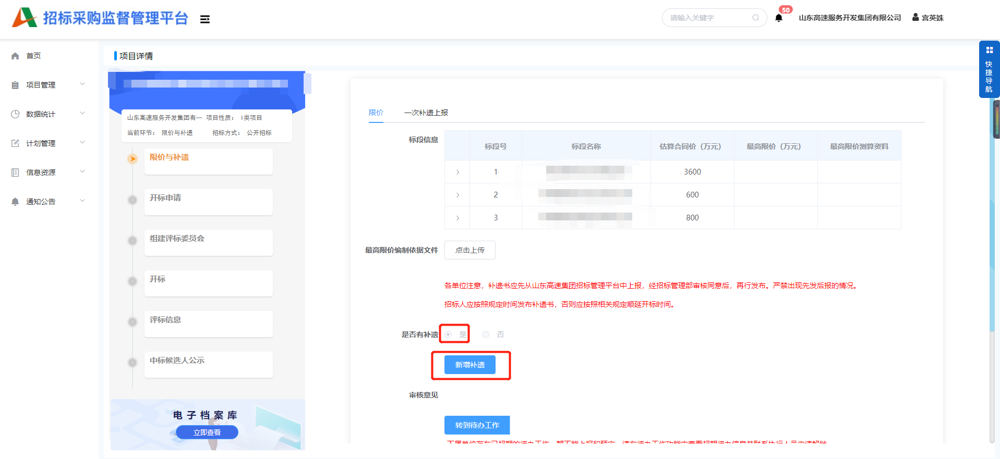 招标采购监督管理平台
请输入关键字
50
山东高速服务开发集团有限公司
宫英姝
首页
项目管理
数据统计
计划管理
信息资源
通知公告
快捷导航
项目详情
山东高速服务开发集团有··· 项目性质： I类项目
当前环节： 限价与补遗 招标方式： 公开招标
限价与补遗
开标申请
组建评标委员会
开标
评标信息
中标候选人公示
电子档案库
立即查看
限价 一次补遗上报
标段信息
标段号 标段名称 估算合同价（万元） 最高限价（万元） 最高限价测算资料
1 3600
2 600
3 800
最高限价编制依据文件 点击上传
各单位注意，补遗书应先从山东高速集团招标管理平台中上报，经招标管理部审核同意后，再行发布。严禁出现先发后报的情况。
招标人应按照规定时间发布补遗书，否则应按照相关规定顺延开标时间。
是否有补遗 是 否
新增补遗
审核意见
转到待办工作